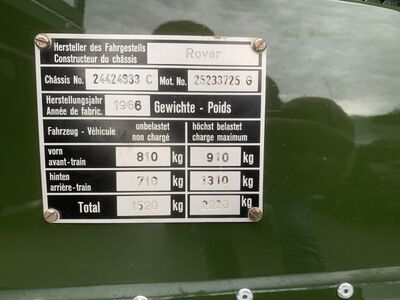 Hersteller des Fahrgestells
Constructeur du châssis
Rover
Châssis No. 24424933 C Mot. No. 25233725 G
Herstellungsjahr
Année de fabric. 1966 Gewichte - Poids
Fahrzeug - Véhicule unbelastet höchst belastet
non chargé charge maximum
vorn
avant-train 810 kg 910 kg
hinten
arrière-train 710 kg 1310 kg
Total 1520 kg kg